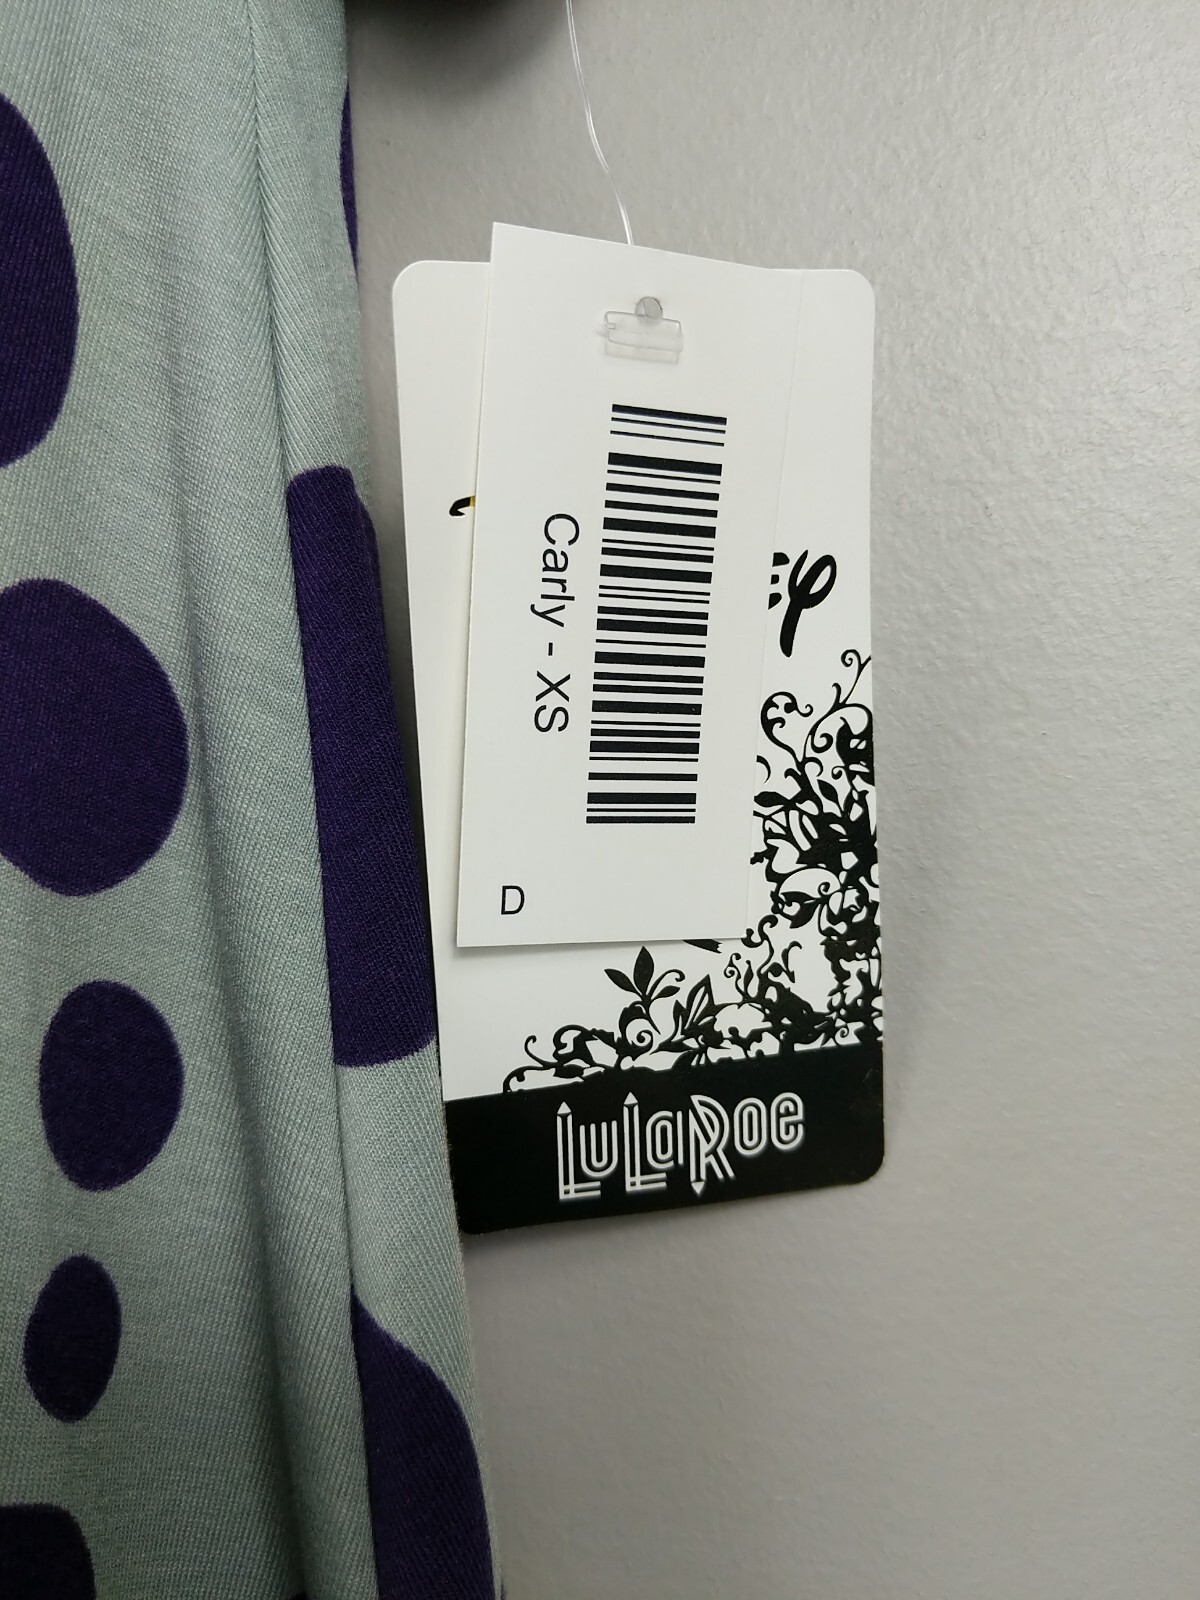 Carly - XS
D
LuLaRoe